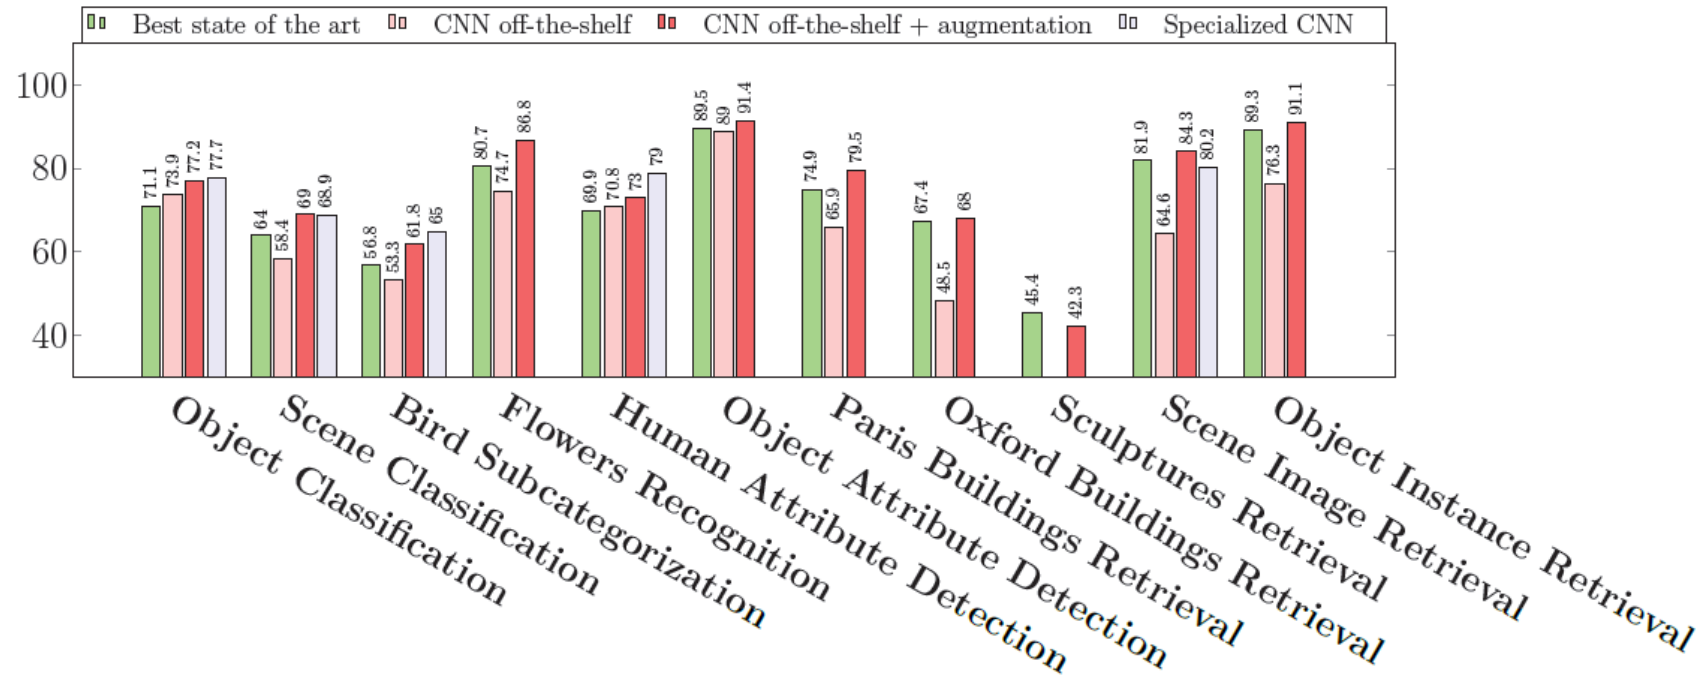 Best state of the art CNN off-the-shelf CNN off-the-shelf + augmentation Specialized CNN
100
80
60
40
71.1 73.9 77.2 77.7
64 58.4 69 68.9
56.8 53.3 61.8 65
80.7 74.7 86.8
69.9 70.8 73 79
89.5 89 91.4
74.9 65.9 79.5
67.4 48.5 68
45.4 42.3
81.9 64.6 84.3 80.2
89.3 76.3 91.1
Object Classification
Scene Classification
Bird Subcategorization
Flowers Recognition
Human Attribute Detection
Object Attribute Detection
Paris Buildings Retrieval
Oxford Buildings Retrieval
Sculptures Retrieval
Scene Image Retrieval
Object Instance Retrieval